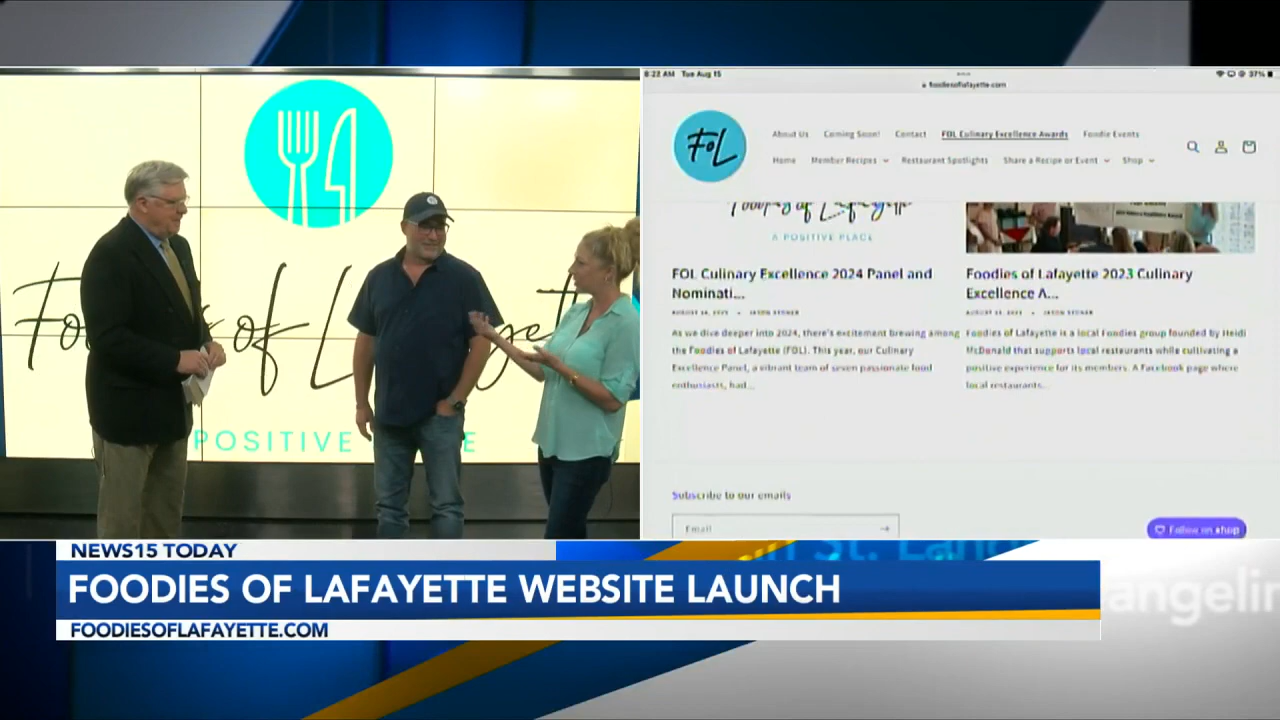 Foodies of Lafayette
POSITIVE
8:22 AM Tue Aug 15
37%
foodiesoflafayette.com
FoL
About Us Coming Soon! Contact FOL Culinary Excellence Awards Foodie Events
Home Member Recipes Restaurant Spotlights Share a Recipe or Event Shop
Foodies of Lafayette
A POSITIVE PLACE
FOL Culinary Excellence 2024 Panel and
Nominati...
As we dive deeper into 2024, there's excitement brewing among
the Foodies of Lafayette (FOL). This year, our Culinary
Excellence Panel, a vibrant team of seven passionate food
enthusiasts, had...
Foodies of Lafayette 2023 Culinary
Excellence A...
Foodies of Lafayette is a local Foodies group founded by Heidi
McDonald that supports local restaurants while cultivating a
positive experience for its members. A Facebook page where
local restaurants...
Subscribe to our emails
Email
Follow on shop
NEWS15 TODAY
FOODIES OF LAFAYETTE WEBSITE LAUNCH
FOODIESOFLAFAYETTE.COM